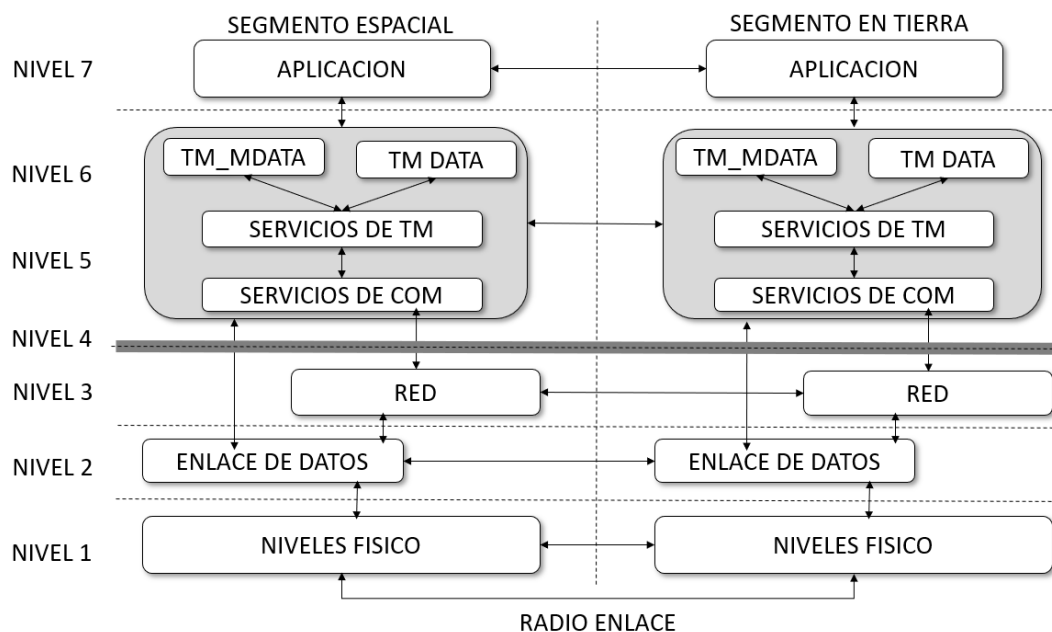 SEGMENTO ESPACIAL
SEGMENTO EN TIERRA
NIVEL 7
APLICACION
APLICACION
NIVEL 6
TM_MDATA
TM DATA
TM_MDATA
TM DATA
SERVICIOS DE TM
SERVICIOS DE TM
NIVEL 5
SERVICIOS DE COM
SERVICIOS DE COM
NIVEL 4
NIVEL 3
RED
RED
NIVEL 2
ENLACE DE DATOS
ENLACE DE DATOS
NIVEL 1
NIVELES FISICO
NIVELES FISICO
RADIO ENLACE